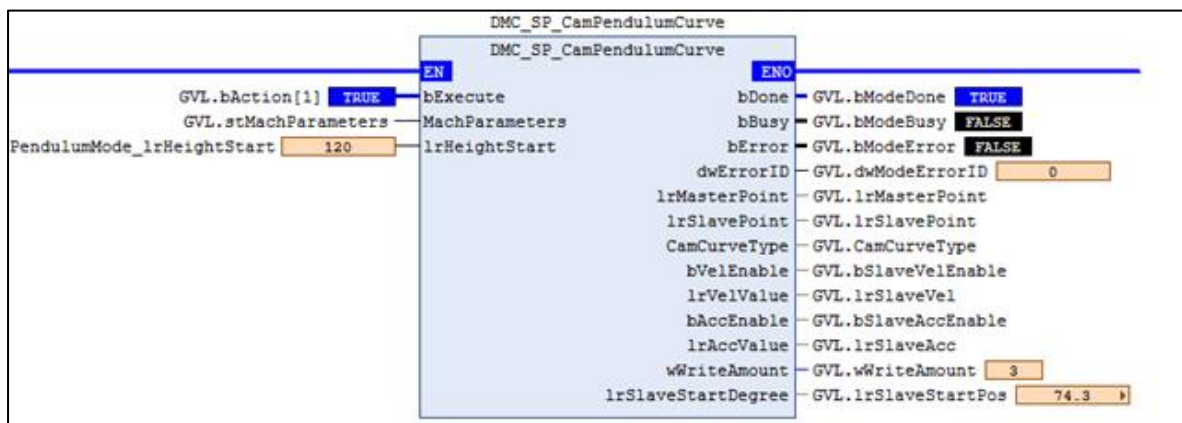 DMC_SP_CamPendulumCurve
DMC_SP_CamPendulumCurve
EN ENO
GVL.bAction[1] TRUE bExecute bDone GVL.bModeDone TRUE
GVL.stMachParameters MachParameters bBusy GVL.bModeBusy FALSE
PendulumMode_lrHeightStart 120 lrHeightStart bError GVL.bModeError FALSE
dwErrorID GVL.dwModeErrorID 0
lrMasterPoint GVL.lrMasterPoint
lrSlavePoint GVL.lrSlavePoint
CamCurveType GVL.CamCurveType
bVelEnable GVL.bSlaveVelEnable
lrVelValue GVL.lrSlaveVel
bAccEnable GVL.bSlaveAccEnable
lrAccValue GVL.lrSlaveAcc
wWriteAmount GVL.wWriteAmount 3
lrSlaveStartDegree GVL.lrSlaveStartPos 74.3